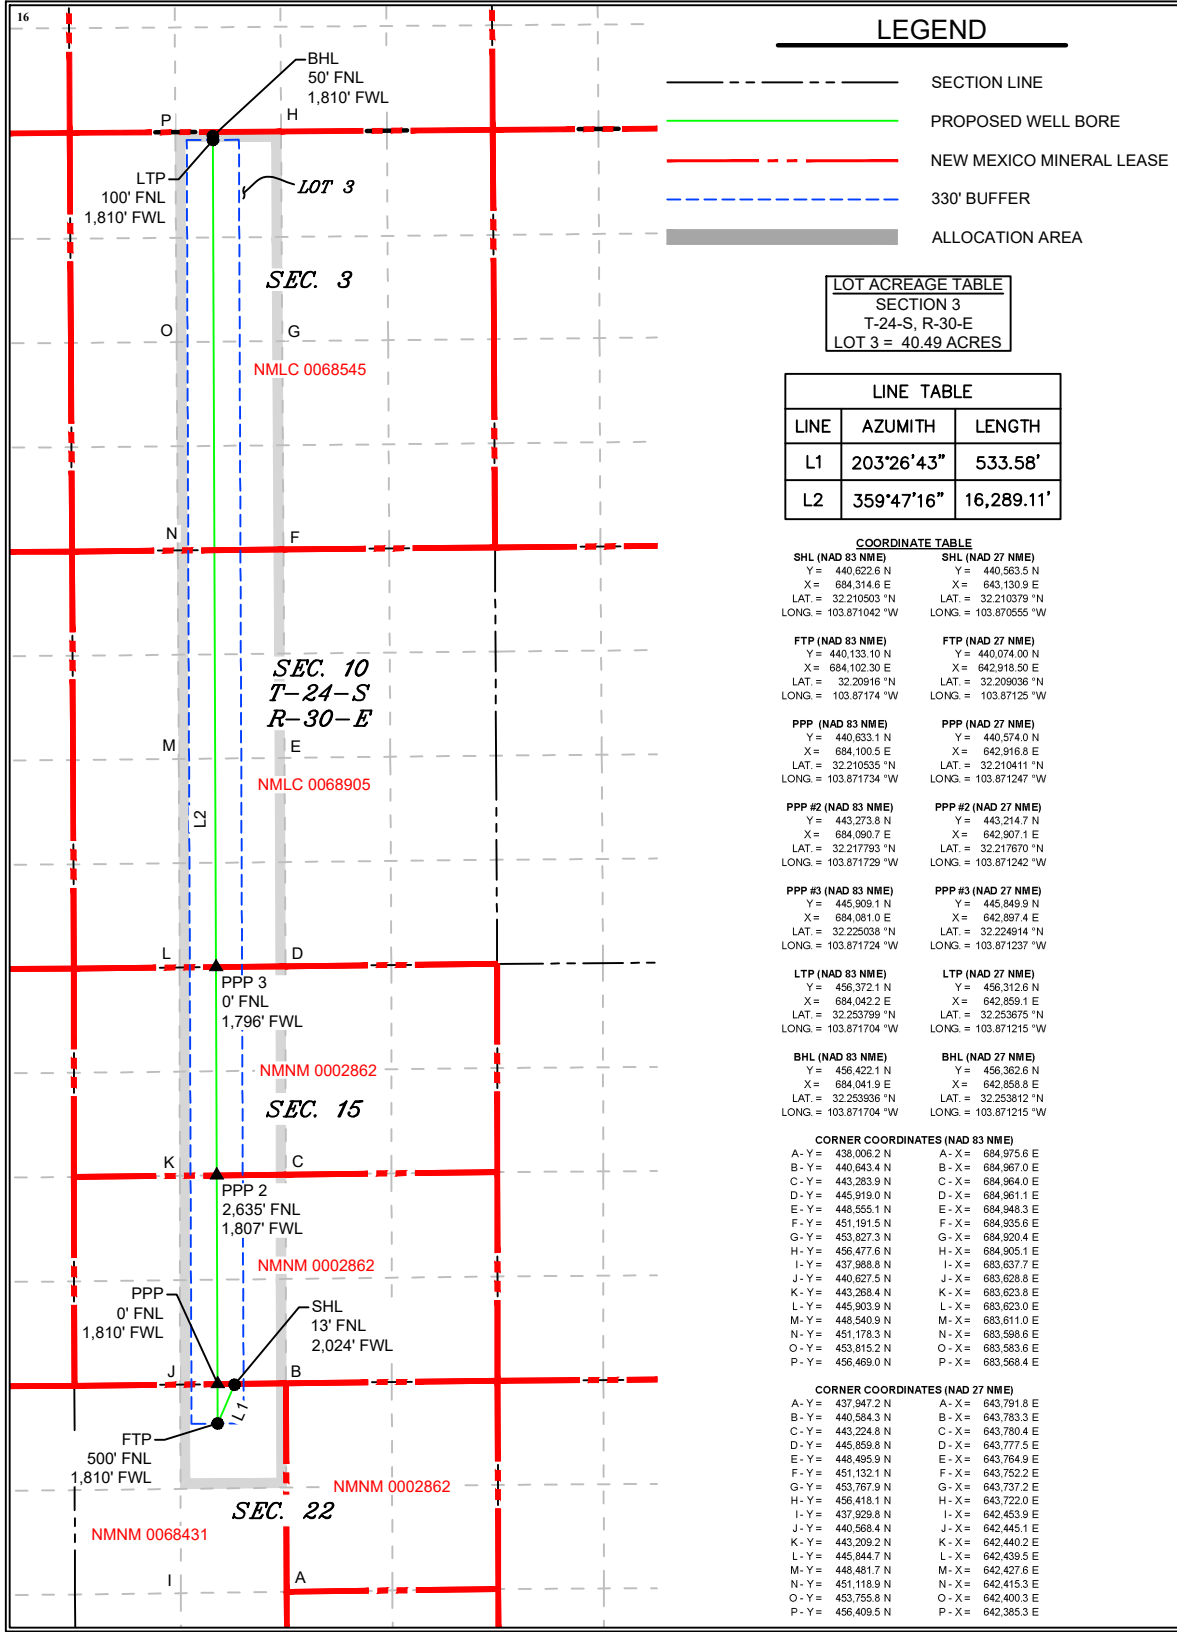 16
BHL
50' FNL
1,810' FWL
P
H
LTP
100' FNL
1,810' FWL
LOT 3
SEC. 3
O
G
NMLC 0068545
N
F
SEC. 10
T-24-S
R-30-E
M
E
NMLC 0068905
L2
L
D
PPP 3
0' FNL
1,796' FWL
NMNM 0002862
SEC. 15
K
C
PPP 2
2,635' FNL
1,807' FWL
NMNM 0002862
PPP
0' FNL
1,810' FWL
SHL
13' FNL
2,024' FWL
J
B
L1
FTP
500' FNL
1,810' FWL
NMNM 0002862
SEC. 22
NMNM 0068431
I
A
LEGEND
SECTION LINE
PROPOSED WELL BORE
NEW MEXICO MINERAL LEASE
330' BUFFER
ALLOCATION AREA
LOT ACREAGE TABLE
SECTION 3
T-24-S, R-30-E
LOT 3 = 40.49 ACRES
LINE TABLE
LINE AZUMITH LENGTH
L1 203°26'43" 533.58'
L2 359°47'16" 16,289.11'
COORDINATE TABLE
SHL (NAD 83 NME) SHL (NAD 27 NME)
Y = 440,622.6 N Y = 440,563.5 N
X = 684,314.6 E X = 643,130.9 E
LAT. = 32.210503 °N LAT. = 32.210379 °N
LONG. = 103.871042 °W LONG. = 103.870555 °W
FTP (NAD 83 NME) FTP (NAD 27 NME)
Y = 440,133.10 N Y = 440,074.00 N
X = 684,102.30 E X = 642,918.50 E
LAT. = 32.20916 °N LAT. = 32.209036 °N
LONG. = 103.87174 °W LONG. = 103.87125 °W
PPP (NAD 83 NME) PPP (NAD 27 NME)
Y = 440,633.1 N Y = 440,574.0 N
X = 684,100.5 E X = 642,916.8 E
LAT. = 32.210535 °N LAT. = 32.210411 °N
LONG. = 103.871734 °W LONG. = 103.871247 °W
PPP #2 (NAD 83 NME) PPP #2 (NAD 27 NME)
Y = 443,273.8 N Y = 443,214.7 N
X = 684,090.7 E X = 642,907.1 E
LAT. = 32.217793 °N LAT. = 32.217670 °N
LONG. = 103.871729 °W LONG. = 103.871242 °W
PPP #3 (NAD 83 NME) PPP #3 (NAD 27 NME)
Y = 445,909.1 N Y = 445,849.9 N
X = 684,081.0 E X = 642,897.4 E
LAT. = 32.225038 °N LAT. = 32.224914 °N
LONG. = 103.871724 °W LONG. = 103.871237 °W
LTP (NAD 83 NME) LTP (NAD 27 NME)
Y = 456,372.1 N Y = 456,312.6 N
X = 684,042.2 E X = 642,859.1 E
LAT. = 32.253799 °N LAT. = 32.253675 °N
LONG. = 103.871704 °W LONG. = 103.871215 °W
BHL (NAD 83 NME) BHL (NAD 27 NME)
Y = 456,422.1 N Y = 456,362.6 N
X = 684,041.9 E X = 642,858.8 E
LAT. = 32.253936 °N LAT. = 32.253812 °N
LONG. = 103.871704 °W LONG. = 103.871215 °W
CORNER COORDINATES (NAD 83 NME)
A - Y = 438,006.2 N A - X = 684,975.6 E
B - Y = 440,643.4 N B - X = 684,967.0 E
C - Y = 443,283.9 N C - X = 684,964.0 E
D - Y = 445,919.0 N D - X = 684,961.1 E
E - Y = 448,555.1 N E - X = 684,948.3 E
F - Y = 451,191.5 N F - X = 684,935.6 E
G - Y = 453,827.3 N G - X = 684,920.4 E
H - Y = 456,477.6 N H - X = 684,905.1 E
I - Y = 437,988.8 N I - X = 683,637.7 E
J - Y = 440,627.5 N J - X = 683,628.8 E
K - Y = 443,268.4 N K - X = 683,623.8 E
L - Y = 445,903.9 N L - X = 683,623.0 E
M - Y = 448,540.9 N M - X = 683,611.0 E
N - Y = 451,178.3 N N - X = 683,598.6 E
O - Y = 453,815.2 N O - X = 683,583.6 E
P - Y = 456,469.0 N P - X = 683,568.4 E
CORNER COORDINATES (NAD 27 NME)
A - Y = 437,947.2 N A - X = 643,791.8 E
B - Y = 440,584.3 N B - X = 643,783.3 E
C - Y = 443,224.8 N C - X = 643,780.4 E
D - Y = 445,859.8 N D - X = 643,777.5 E
E - Y = 448,495.9 N E - X = 643,764.9 E
F - Y = 451,132.1 N F - X = 643,752.2 E
G - Y = 453,767.9 N G - X = 643,737.2 E
H - Y = 456,418.1 N H - X = 643,722.0 E
I - Y = 437,929.8 N I - X = 642,453.9 E
J - Y = 440,568.4 N J - X = 642,445.1 E
K - Y = 443,209.2 N K - X = 642,440.2 E
L - Y = 445,844.7 N L - X = 642,439.5 E
M - Y = 448,481.7 N M - X = 642,427.6 E
N - Y = 451,118.9 N N - X = 642,415.3 E
O - Y = 453,755.8 N O - X = 642,400.3 E
P - Y = 456,409.5 N P - X = 642,385.3 E